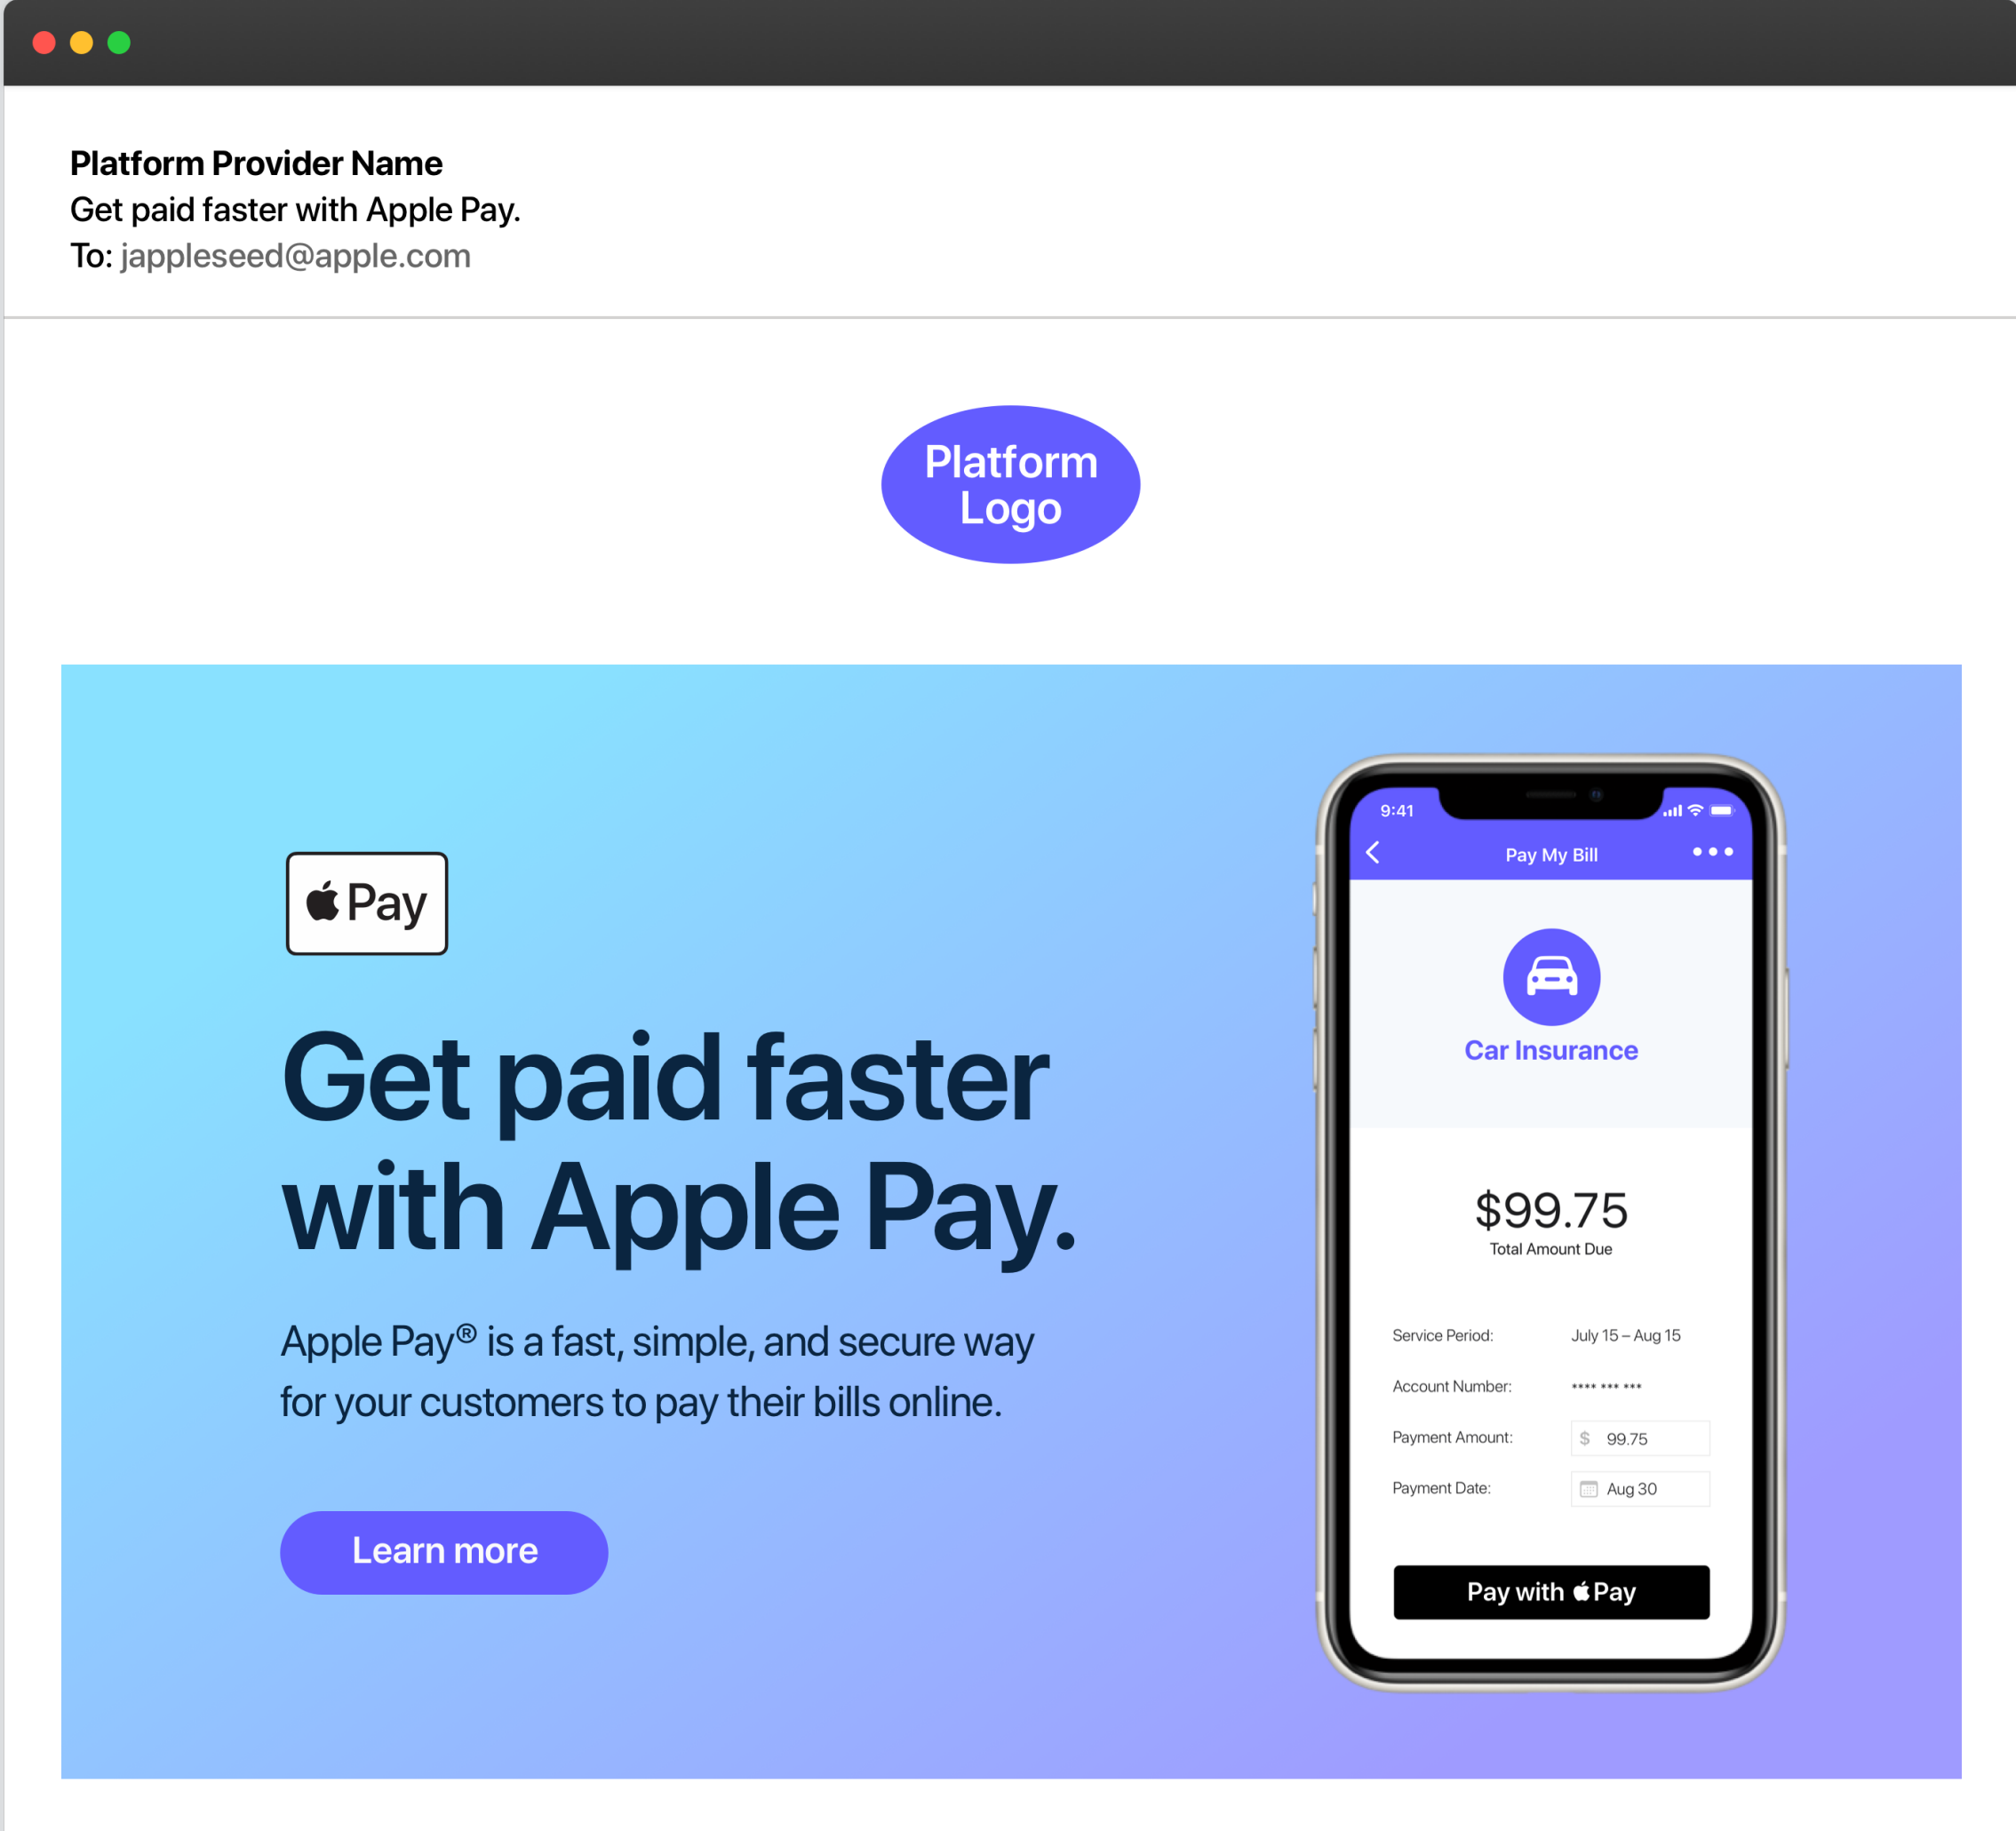 Platform Provider Name
Get paid faster with Apple Pay.
To: jappleseed@apple.com
Platform
Logo
Pay
Get paid faster
with Apple Pay.
Apple Pay® is a fast, simple, and secure way
for your customers to pay their bills online.
Learn more
9:41
Pay My Bill
Car Insurance
$99.75
Total Amount Due
Service Period: July 15 – Aug 15
Account Number: **** *** ***
Payment Amount: $ 99.75
Payment Date: Aug 30
Pay with Pay